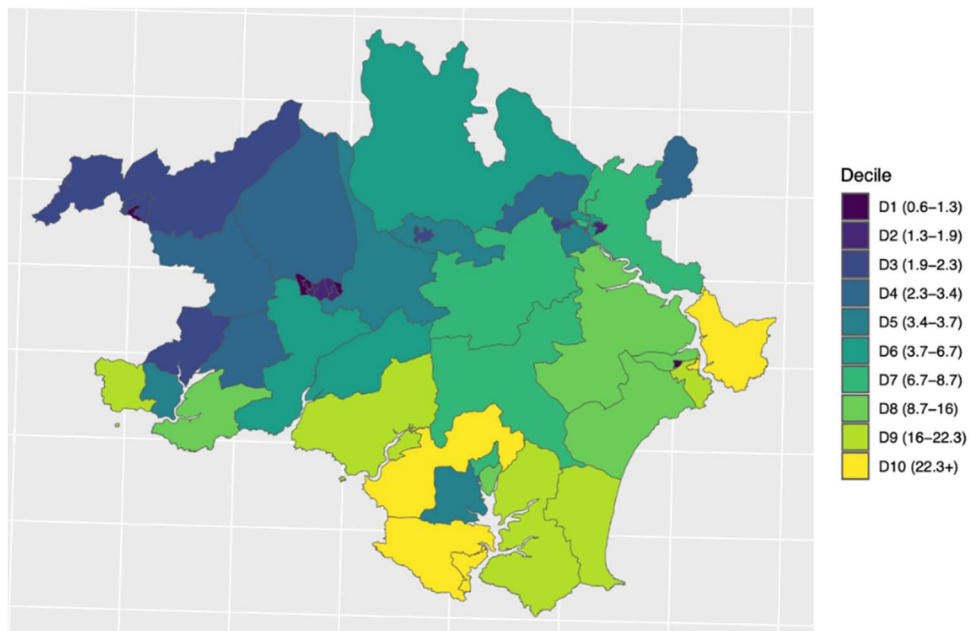 Decile
D1 (0.6–1.3)
D2 (1.3–1.9)
D3 (1.9–2.3)
D4 (2.3–3.4)
D5 (3.4–3.7)
D6 (3.7–6.7)
D7 (6.7–8.7)
D8 (8.7–16)
D9 (16–22.3)
D10 (22.3+)